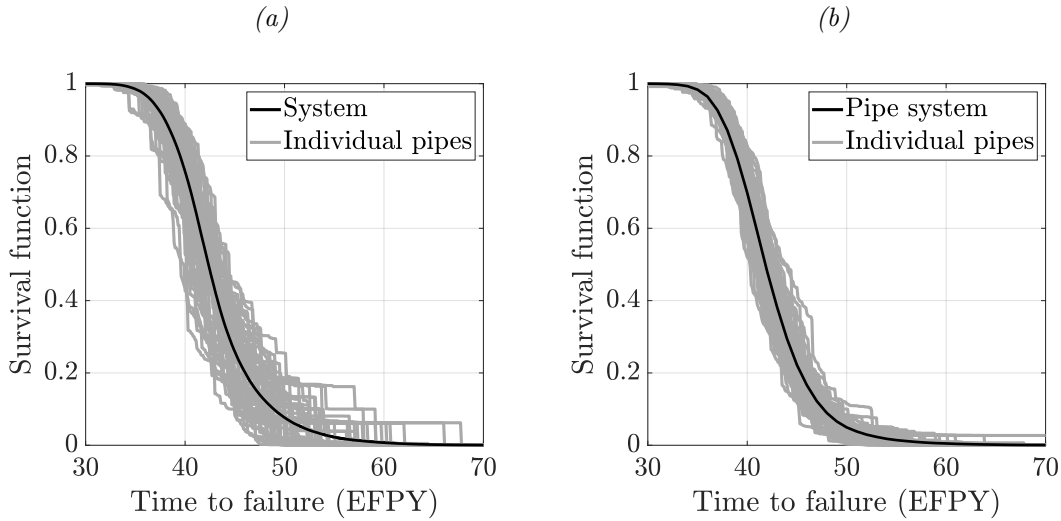 (a)
1
0.8
0.6
0.4
0.2
0
30
40
50
60
70
Survival function
Time to failure (EFPY)
System
Individual pipes
(b)
1
0.8
0.6
0.4
0.2
0
30
40
50
60
70
Survival function
Time to failure (EFPY)
Pipe system
Individual pipes